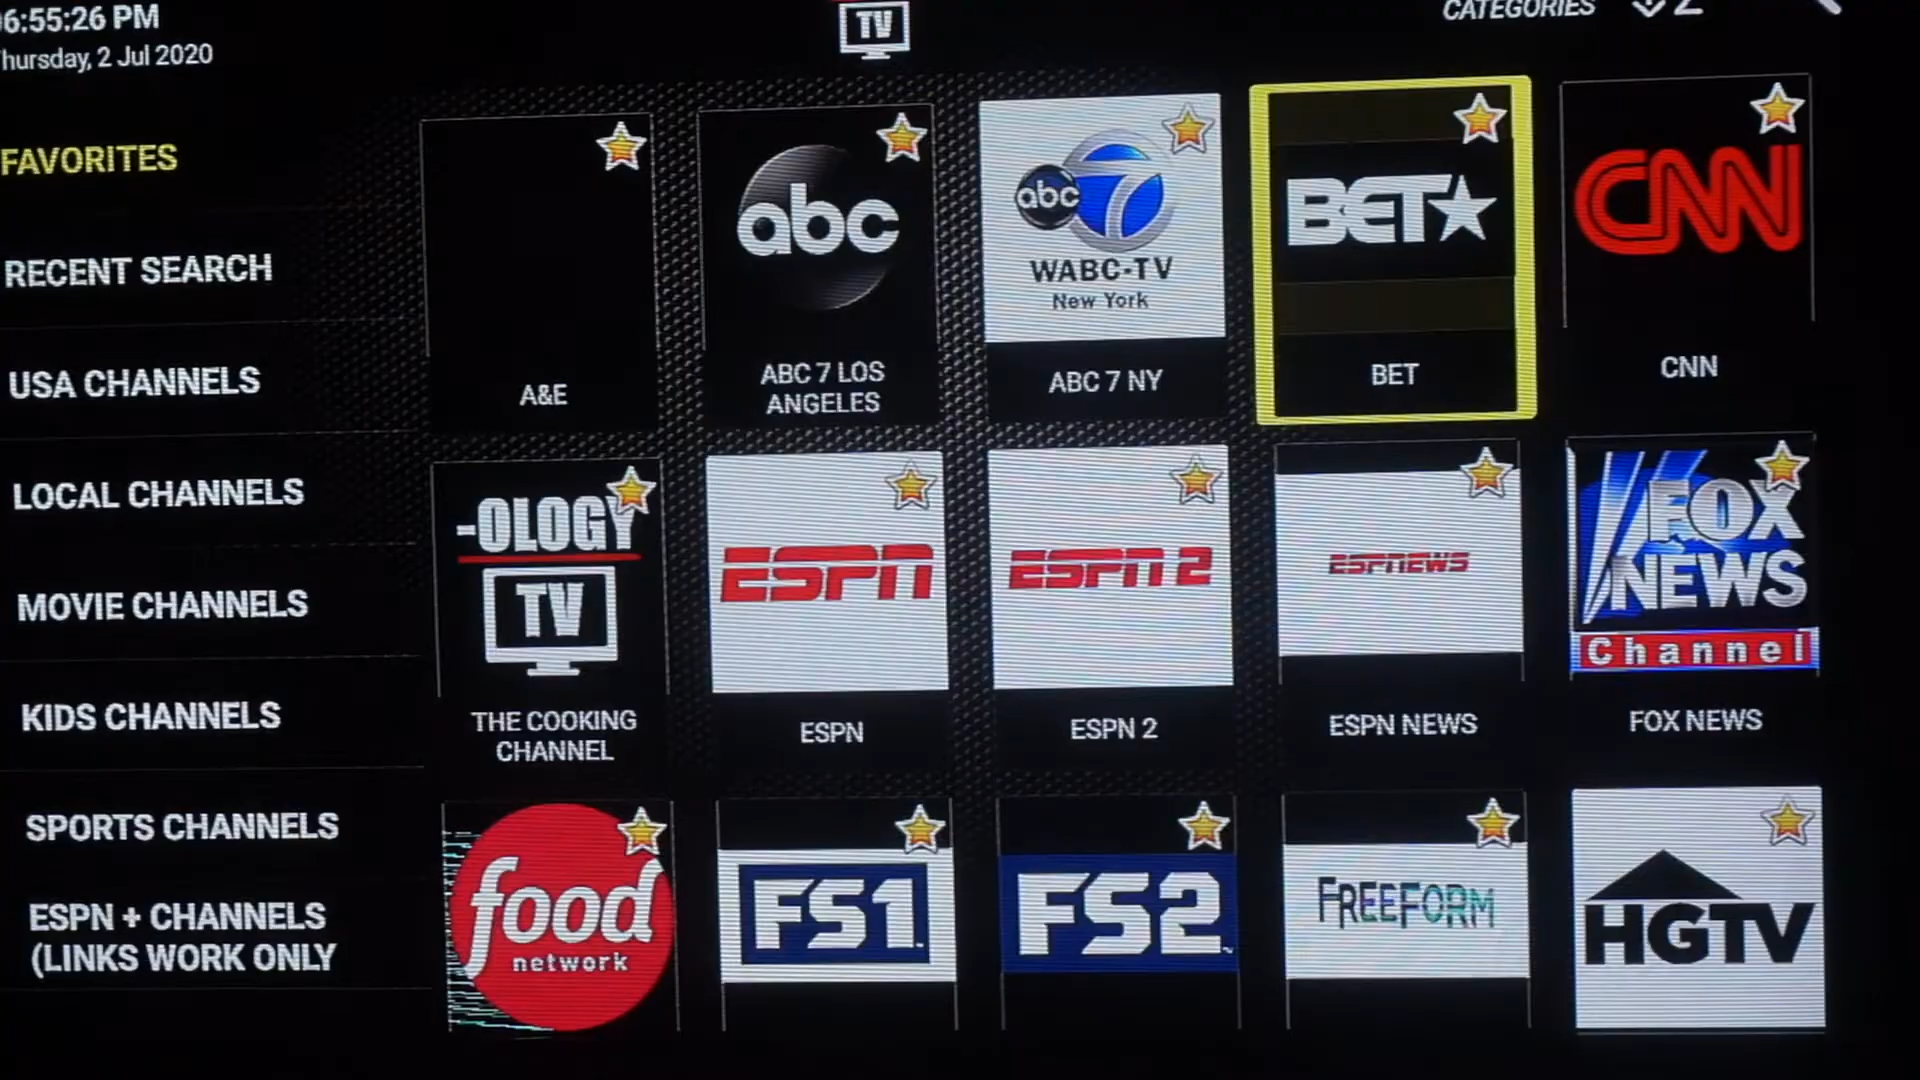 6:55:26 PM
hursday, 2 Jul 2020
TV
CATEGORIES
FAVORITES
RECENT SEARCH
USA CHANNELS
LOCAL CHANNELS
MOVIE CHANNELS
KIDS CHANNELS
SPORTS CHANNELS
ESPN + CHANNELS
(LINKS WORK ONLY
A&E
abc
ABC 7 LOS
ANGELES
abc 7
WABC-TV
New York
ABC 7 NY
BET
BET
CNN
CNN
-OLOGY
TV
THE COOKING
CHANNEL
ESPN
ESPN
ESPN 2
ESPN 2
ESPNEWS
ESPN NEWS
FOX
NEWS
Channel
FOX NEWS
food
network
FS1
FS2
FREEFORM
HGTV